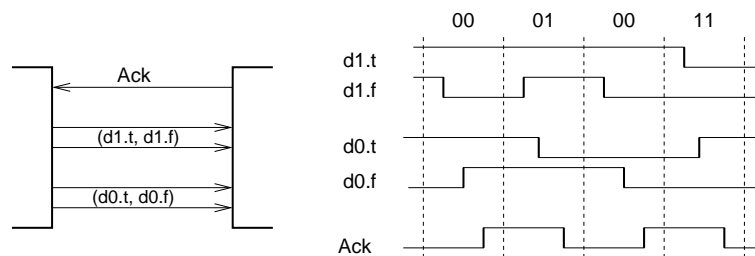 Ack
(d1.t, d1.f)
(d0.t, d0.f)
00 01 00 11
d1.t
d1.f
d0.t
d0.f
Ack